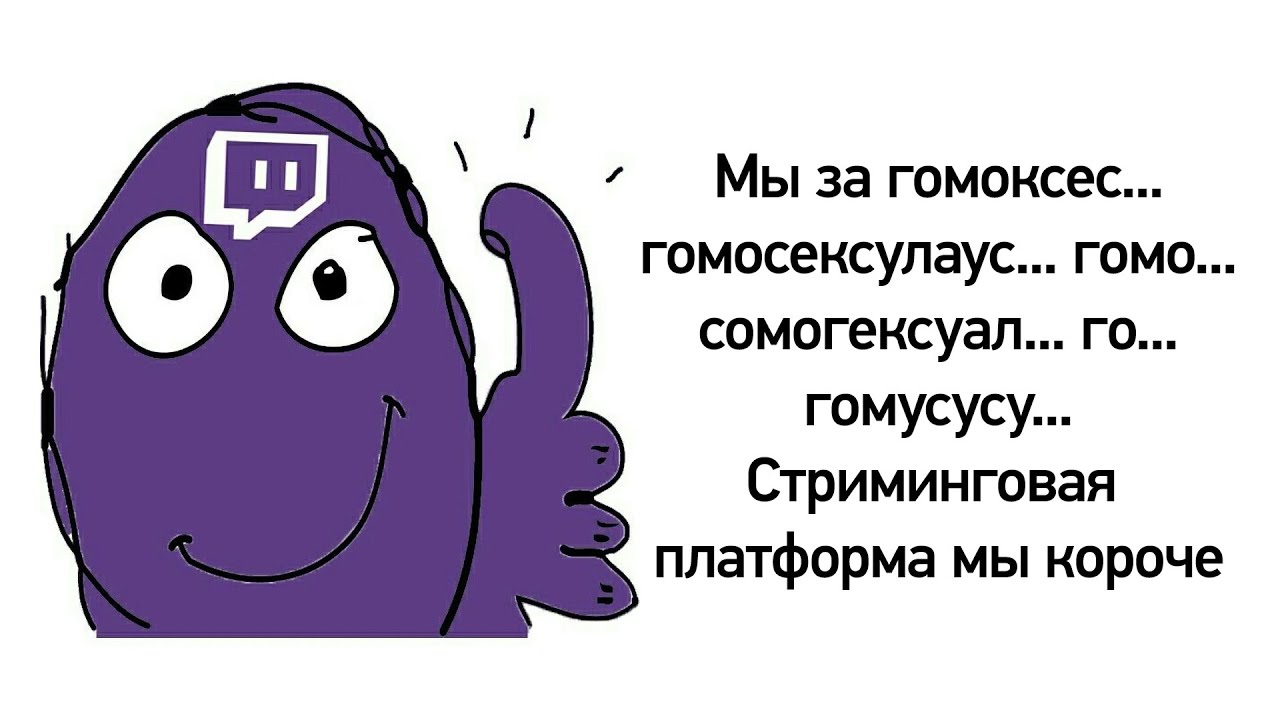 Мы за гомоксес...
гомосексулаус... гомо...
сомогексуал... го...
гомусусу...
Стриминговая
платформа мы короче